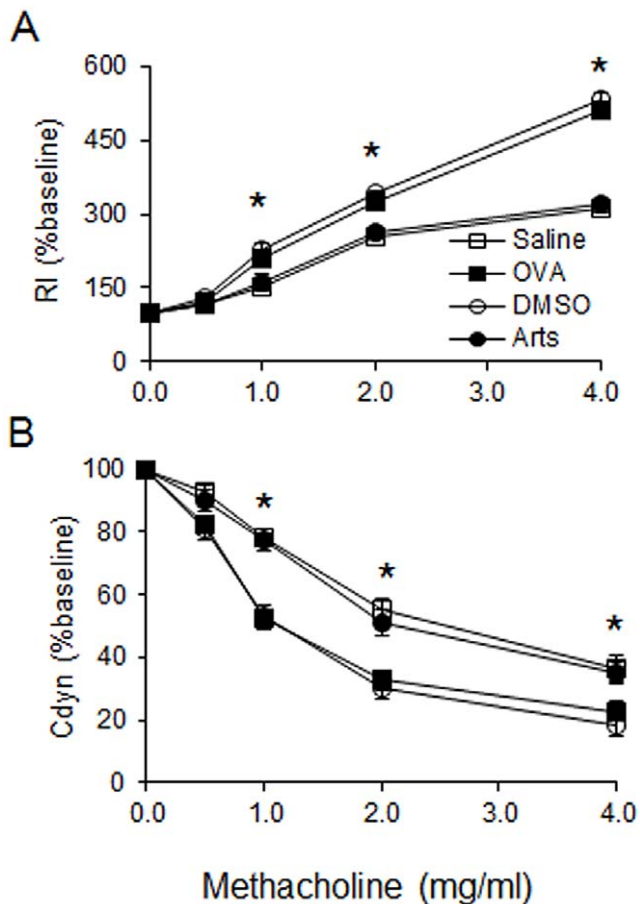 A
600
450
300
150
0
RI (%baseline)
* * *
Saline
OVA
DMSO
Arts
0.0 1.0 2.0 3.0 4.0
B
100
80
60
40
20
0
Cdyn (%baseline)
* * *
0.0 1.0 2.0 3.0 4.0
Methacholine (mg/ml)